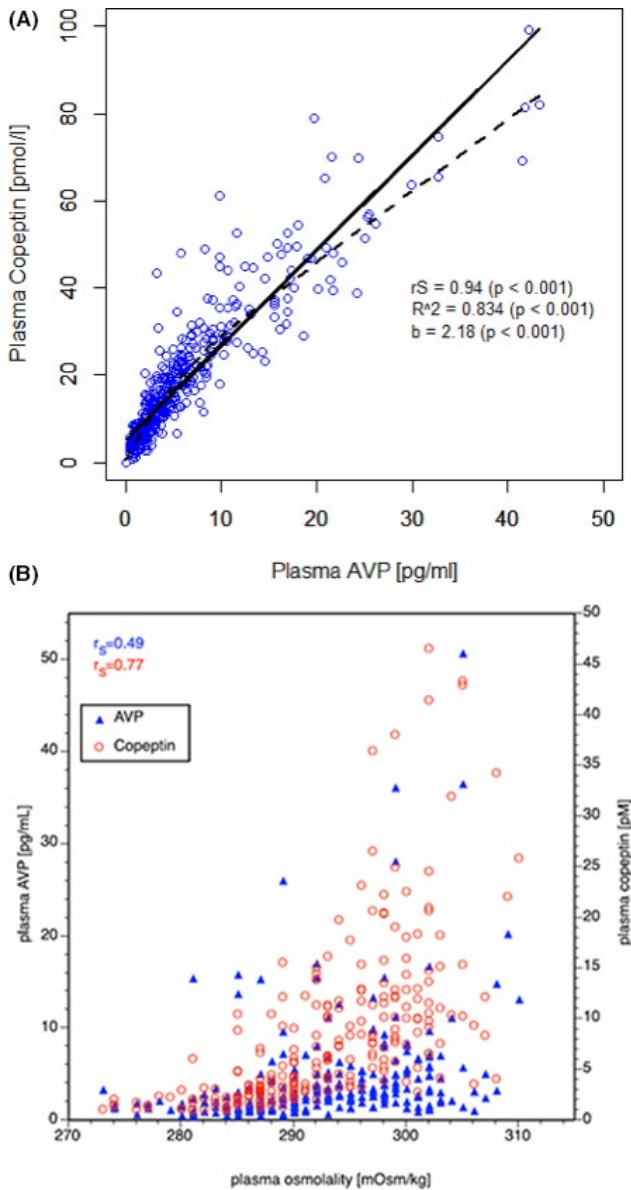 (A)
Plasma Copeptin [pmol/l]
100
80
60
40
20
0
rS = 0.94 (p < 0.001)
R^2 = 0.834 (p < 0.001)
b = 2.18 (p < 0.001)
0 10 20 30 40 50
Plasma AVP [pg/ml]
(B)
rS=0.49
rS=0.77
AVP
Copeptin
plasma AVP [pg/mL]
50
40
30
20
10
0
50
45
40
35
30
25
20
15
10
5
0
plasma copeptin [pM]
270 280 290 300 310
plasma osmolality [mOsm/kg]